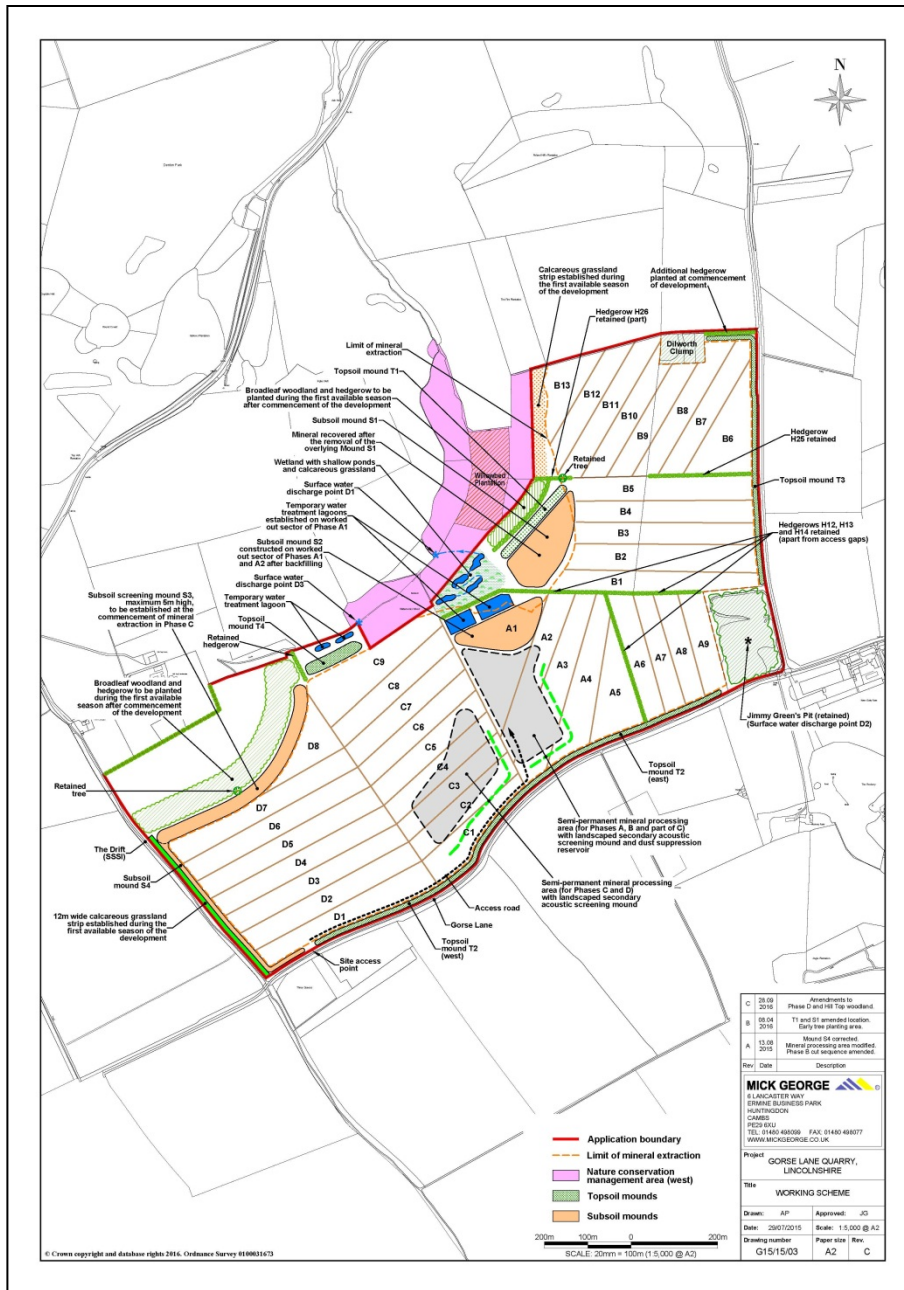 N
Calcareous grassland
strip established during
the first available season
of the development
Additional hedgerow
planted at commencement
of development
Hedgerow H26
retained (part)
Limit of mineral
extraction
Topsoil mound T1
Broadleaf woodland and hedgerow to be
planted during the first available season
after commencement of the development
Subsoil mound S1
Mineral recovered after
the removal of the
overlying Mound S1
Wetland with shallow ponds
and calcareous grassland
Surface water
discharge point D1
Temporary water
treatment lagoons
established on worked
out sector of Phase A1
Subsoil mound S2
constructed on worked
out sector of Phases A1
and A2 after backfilling
Surface water
discharge point D3
Temporary water
treatment lagoon
Topsoil
mound T4
Retained
hedgerow
Subsoil screening mound S3,
maximum 5m high,
to be established at the
commencement of mineral
extraction in Phase C
Broadleaf woodland and
hedgerow to be planted
during the first available
season after commencement
of the development
Retained
tree
The Drift
(SSSI)
Subsoil
mound S4
12m wide calcareous grassland
strip established during the
first available season of the
development
Dilworth
Clump
B13
B12
B11
B10
B9
B8
B7
B6
Hedgerow
H25 retained
Retained
tree
Topsoil mound T3
B5
B4
B3
B2
B1
Hedgerows H12, H13
and H14 retained
(apart from access gaps)
A1
A2
A3
A4
A5
A6
A7
A8
A9
*
Jimmy Green's Pit (retained)
(Surface water discharge point D2)
C9
C8
C7
C6
C5
C4
C3
C2
C1
D8
D7
D6
D5
D4
D3
D2
D1
Topsoil
mound T2
(east)
Semi-permanent mineral processing
area (for Phases A, B and part of C)
with landscaped secondary acoustic
screening mound and dust suppression
reservoir
Semi-permanent mineral processing
area (for Phases C and D)
with landscaped secondary
acoustic screening mound
Access road
Gorse Lane
Topsoil
mound T2
(west)
Site access
point
Application boundary
Limit of mineral extraction
Nature conservation
management area (west)
Topsoil mounds
Subsoil mounds
200m 100m 0 200m
SCALE: 20mm = 100m (1:5,000 @ A2)
© Crown copyright and database rights 2016. Ordnance Survey 0100031673
C 28.09 2016 Amendments to Phase D and Hill Top woodland.
B 08.04 2016 T1 and S1 amended location. Early tree planting area.
A 13.08 2015 Mound S4 corrected. Mineral processing area modified. Phase B cut sequence amended.
Rev Date Description
MICK GEORGE
6 LANCASTER WAY
ERMINE BUSINESS PARK
HUNTINGDON
CAMBS
PE29 6XU
TEL: 01480 498099 FAX: 01480 498077
WWW.MICKGEORGE.CO.UK
Project
GORSE LANE QUARRY,
LINCOLNSHIRE
Title
WORKING SCHEME
Drawn: AP Approved: JG
Date: 29/07/2015 Scale: 1:5,000 @ A2
Drawing number Paper size Rev.
G15/15/03 A2 C